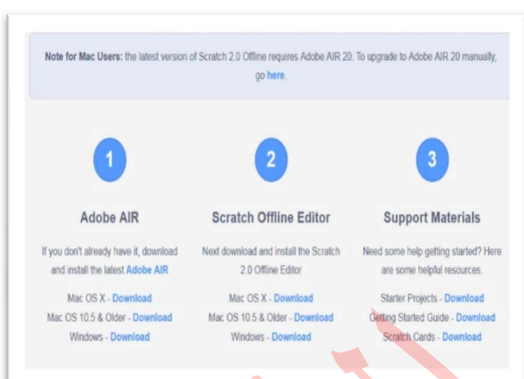 Note for Mac Users: the latest version of Scratch 2.0 Offline requires Adobe AIR 20. To upgrade to Adobe AIR 20 manually,
go here.
1
Adobe AIR
If you don't already have it, download
and install the latest Adobe AIR
Mac OS X - Download
Mac OS 10.5 & Older - Download
Windows - Download
2
Scratch Offline Editor
Next download and install the Scratch
2.0 Offline Editor
Mac OS X - Download
Mac OS 10.5 & Older - Download
Windows - Download
3
Support Materials
Need some help getting started? Here
are some helpful resources.
Starter Projects - Download
Getting Started Guide - Download
Scratch Cards - Download